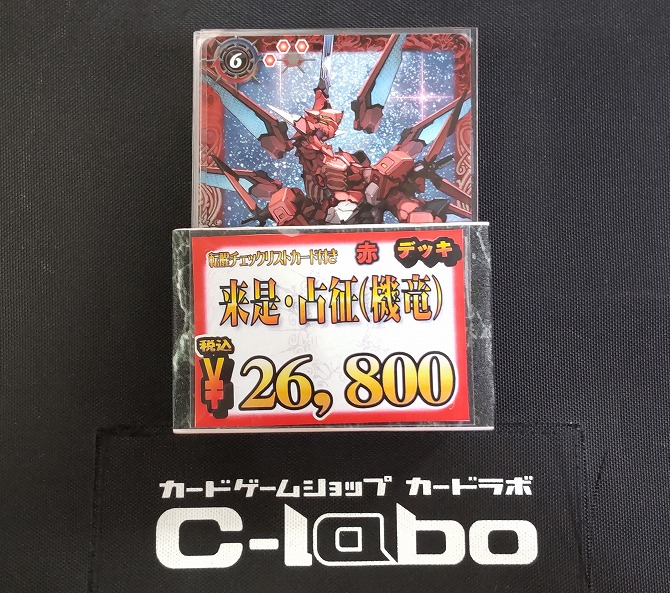 6
転醒チェックリストカード付き 赤 デッキ
来是・占征(機竜)
税込
¥26,800
カードゲームショップ カードラボ
C-labo